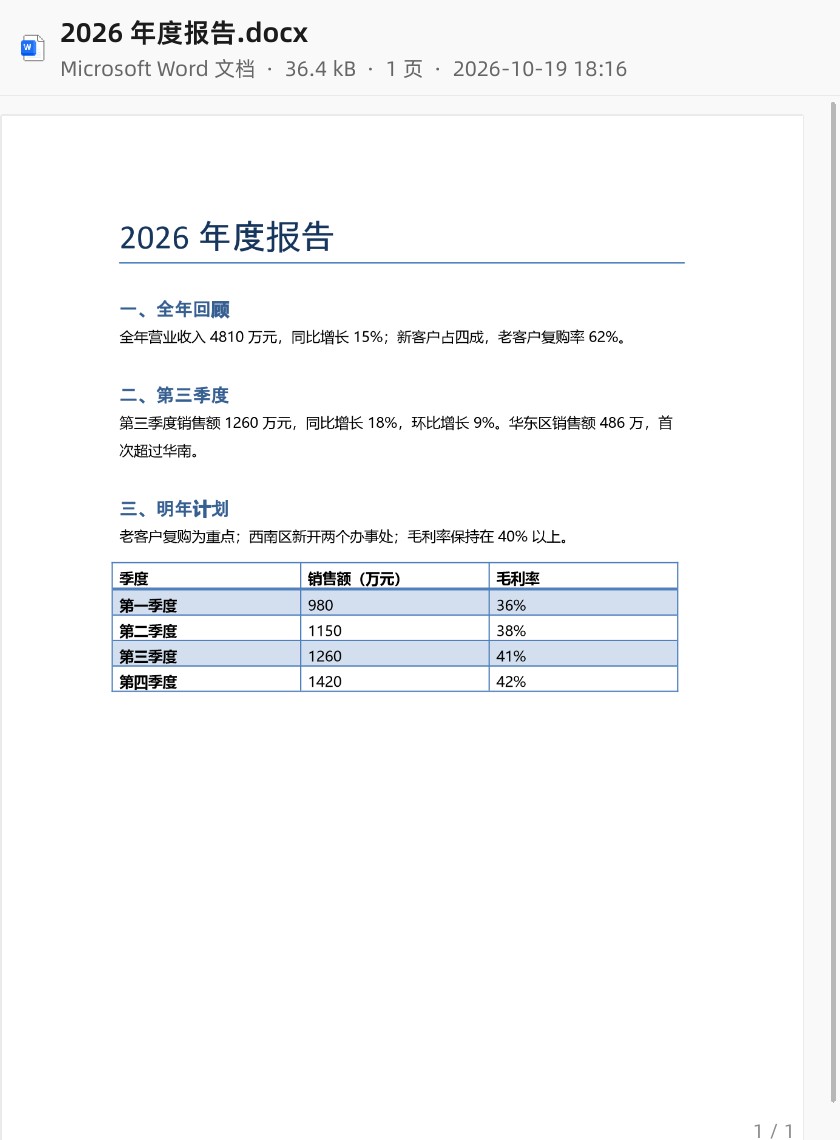 2026 年度报告.docx
Microsoft Word 文档 · 36.4 kB · 1 页 · 2026-10-19 18:16
2026 年度报告
一、全年回顾
全年营业收入 4810 万元，同比增长 15%；新客户占四成，老客户复购率 62%。
二、第三季度
第三季度销售额 1260 万元，同比增长 18%，环比增长 9%。华东区销售额 486 万，首
次超过华南。
三、明年计划
老客户复购为重点；西南区新开两个办事处；毛利率保持在 40% 以上。
季度 销售额（万元） 毛利率
第一季度 980 36%
第二季度 1150 38%
第三季度 1260 41%
第四季度 1420 42%
1 / 1